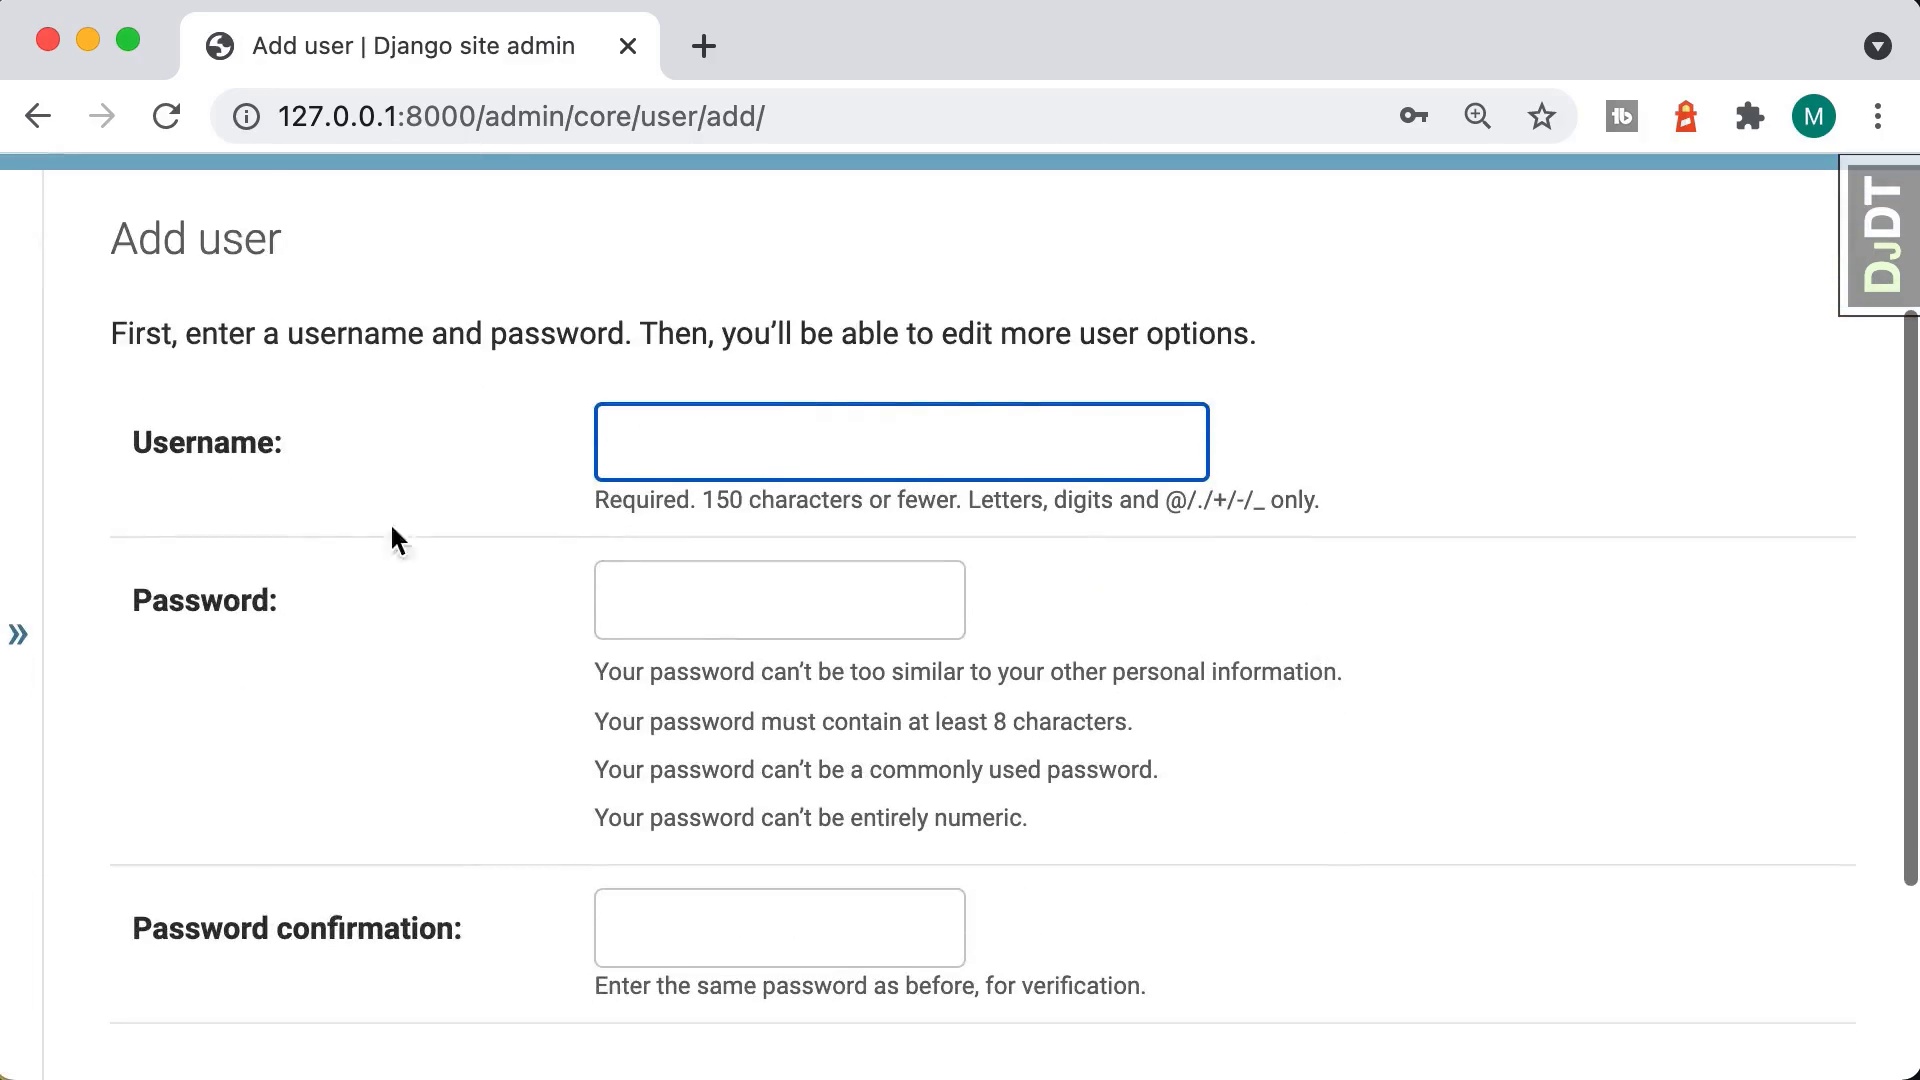 Add user | Django site admin
127.0.0.1:8000/admin/core/user/add/
tb
M
DJDT
Add user
First, enter a username and password. Then, you’ll be able to edit more user options.
Username:
Required. 150 characters or fewer. Letters, digits and @/./+/-/_ only.
Password:
Your password can’t be too similar to your other personal information.
Your password must contain at least 8 characters.
Your password can’t be a commonly used password.
Your password can’t be entirely numeric.
Password confirmation:
Enter the same password as before, for verification.